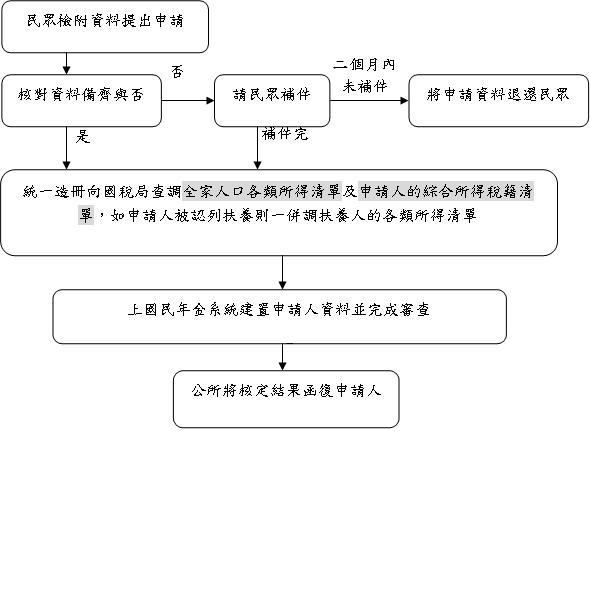 民眾檢附資料提出申請
否
二個月內
未補件
核對資料備齊與否
請民眾補件
將申請資料退還民眾
是
補件完
統一造冊向國稅局查調全家人口各類所得清單及申請人的綜合所得稅籍清
單，如申請人被認列扶養則一併調扶養人的各類所得清單
上國民年金系統建置申請人資料並完成審查
公所將核定結果函復申請人